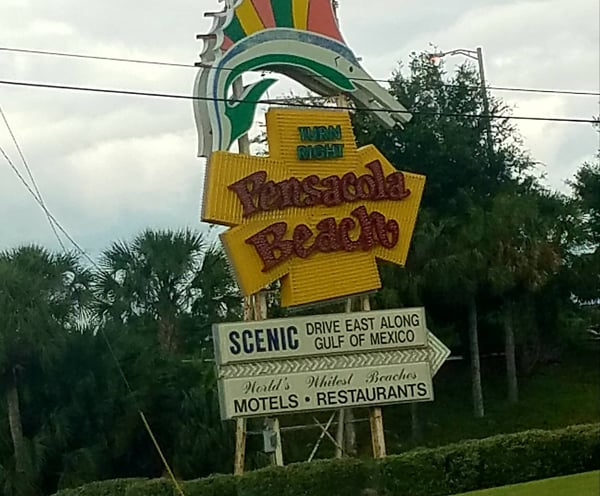 TURN
RIGHT
Pensacola
Beach
SCENIC DRIVE EAST ALONG
GULF OF MEXICO
World's Whitest Beaches
MOTELS • RESTAURANTS